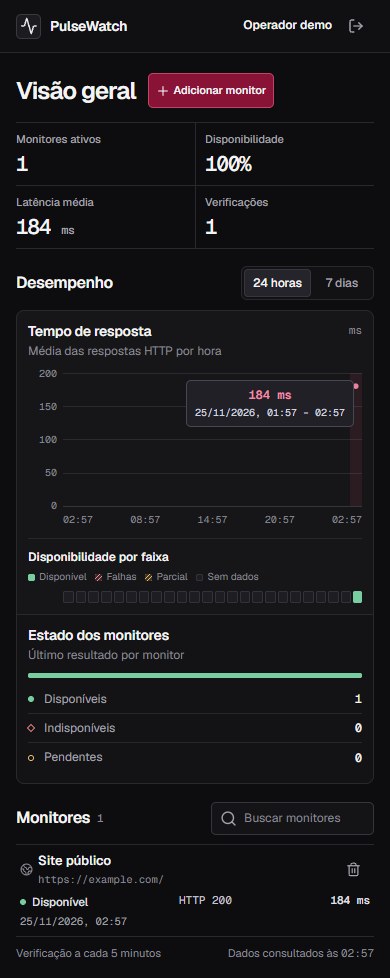 PulseWatch
Operador demo
Visão geral
Adicionar monitor
Monitores ativos
1
Disponibilidade
100%
Latência média
184 ms
Verificações
1
Desempenho
24 horas
7 dias
Tempo de resposta
ms
Média das respostas HTTP por hora
200
150
100
50
0
184 ms
25/11/2026, 01:57 – 02:57
02:57
08:57
14:57
20:57
02:57
Disponibilidade por faixa
Disponível
Falhas
Parcial
Sem dados
Estado dos monitores
Último resultado por monitor
Disponíveis
1
Indisponíveis
0
Pendentes
0
Monitores 1
Buscar monitores
Site público
https://example.com/
Disponível
HTTP 200
184 ms
25/11/2026, 02:57
Verificação a cada 5 minutos
Dados consultados às 02:57